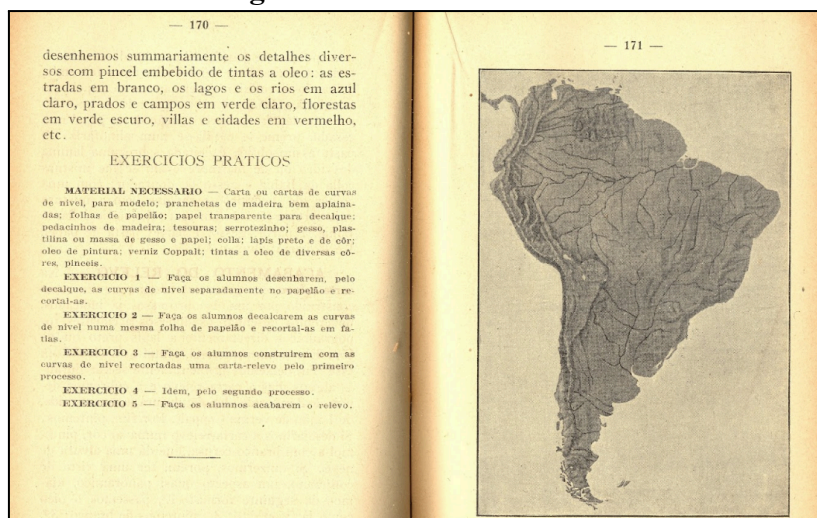 — 170 —
desenhemos summariamente os detalhes diver-
sos com pincel embebido de tintas a oleo: as es-
tradas em branco, os lagos e os rios em azul
claro, prados e campos em verde claro, florestas
em verde escuro, villas e cidades em vermelho,
etc.
EXERCICIOS PRATICOS
MATERIAL NECESSARIO — Carta ou cartas de curvas
de nivel, para modelo; pranchetas de madeira bem aplaina-
das; folhas de papelão; papel transparente para decalque;
pedacinhos de madeira; tesouras; serrotezinho; gesso, plas-
tilina ou massa de gesso e papel; colla; lapis preto e de côr;
oleo de pintura; verniz Coppalt; tintas a oleo de diversas cô-
res, pinceis.
EXERCICIO 1 — Faça os alumnos desenharem, pelo
decalque, as curvas de nivel separadamente no papelão e re-
cortal-as.
EXERCICIO 2 — Faça os alumnos decalcarem as curvas
de nivel numa mesma folha de papelão e recortal-as em fa-
tias.
EXERCICIO 3 — Faça os alumnos construirem com as
curvas de nivel recortadas uma carta-relevo pelo primeiro
processo.
EXERCICIO 4 — Idem, pelo segundo processo.
EXERCICIO 5 — Faça os alumnos acabarem o relevo.
— 171 —